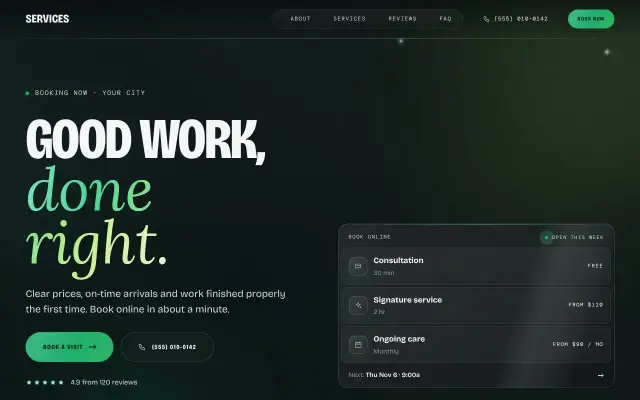 SERVICES
ABOUT SERVICES REVIEWS FAQ
(555) 010-0142
BOOK NOW
BOOKING NOW · YOUR CITY
GOOD WORK,
done
right.
Clear prices, on-time arrivals and work finished properly
the first time. Book online in about a minute.
BOOK A VISIT →
(555) 010-0142
★★★★★ 4.9 from 120 reviews
BOOK ONLINE
OPEN THIS WEEK
Consultation
30 min
FREE
Signature service
2 hr
FROM $120
Ongoing care
Monthly
FROM $90 / MO
Next: Thu Nov 6 · 9:00a →